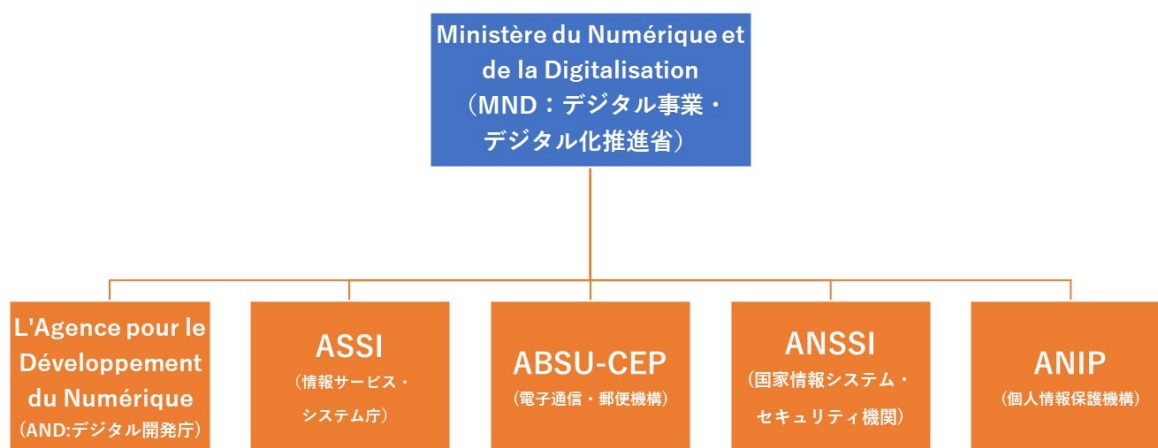 Ministère du Numérique et
de la Digitalisation
（MND：デジタル事業・
デジタル化推進省）
L'Agence pour le
Développement
du Numérique
(AND:デジタル開発庁)
ASSI
（情報サービス・
システム庁）
ABSU-CEP
（電子通信・郵便機構）
ANSSI
（国家情報システム・
セキュリティ機関）
ANIP
（個人情報保護機構）